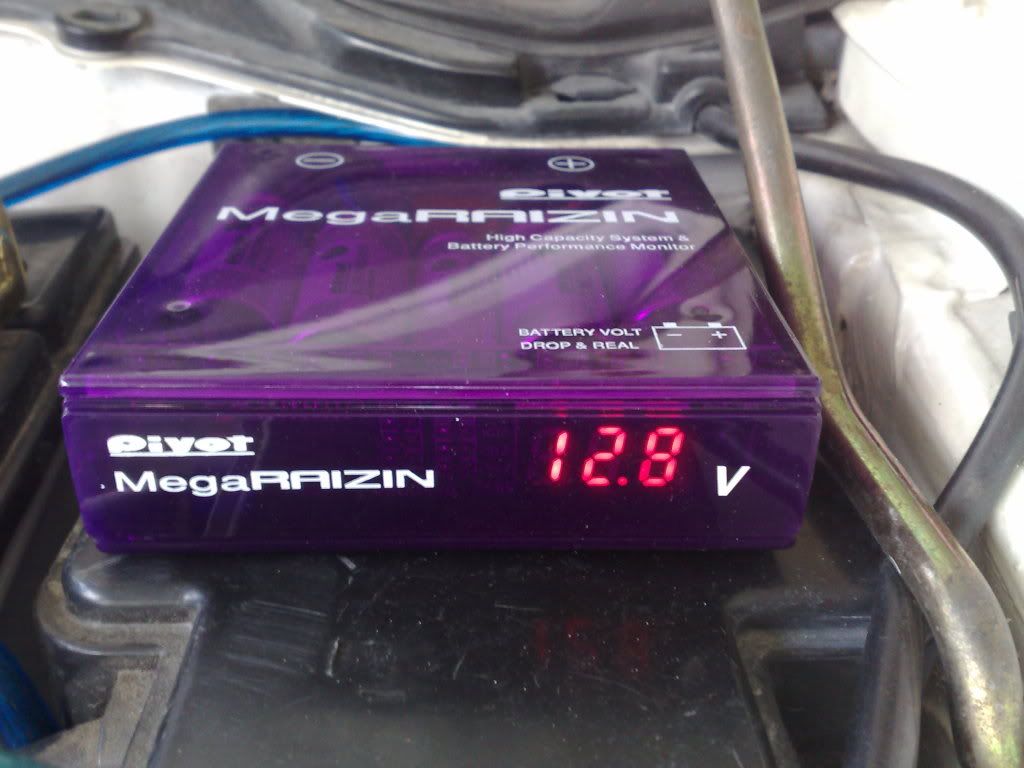 − +
Pivot
MegaRAIZIN
High Capacity System &
Battery Performance Monitor
BATTERY VOLT
DROP & REAL
− +
Pivot
MegaRAIZIN
12.8 V